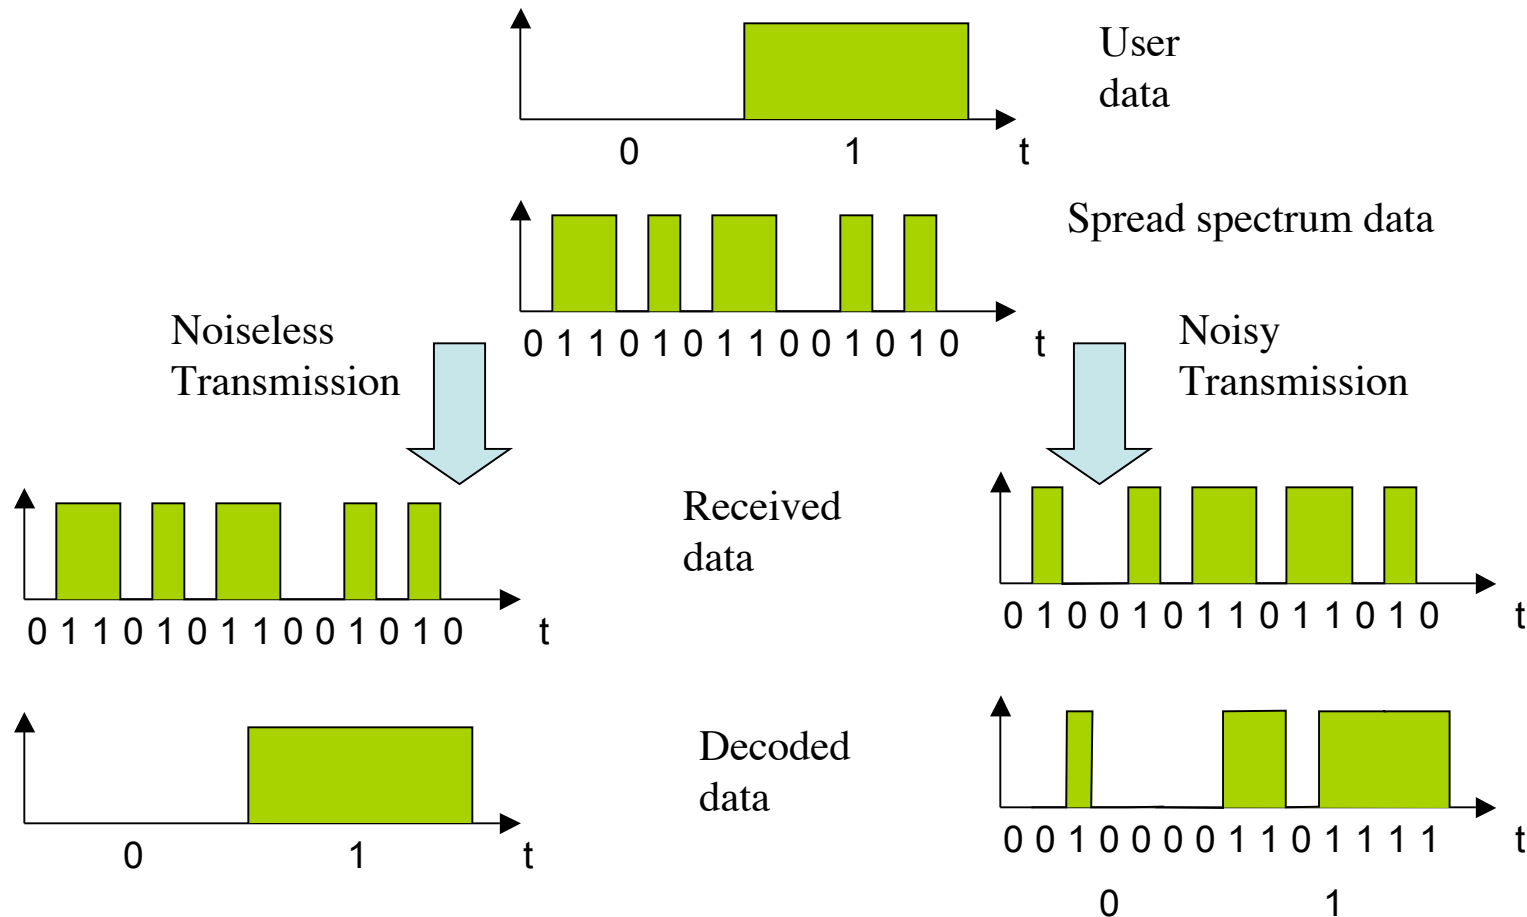 User
data
0 1 t
Spread spectrum data
0 1 1 0 1 0 1 1 0 0 1 0 1 0 t
Noiseless
Transmission
Noisy
Transmission
Received
data
0 1 1 0 1 0 1 1 0 0 1 0 1 0 t
0 1 0 0 1 0 1 1 0 1 1 0 1 0 t
Decoded
data
0 1 t
0 0 1 0 0 0 0 1 1 0 1 1 1 1 t
0 1